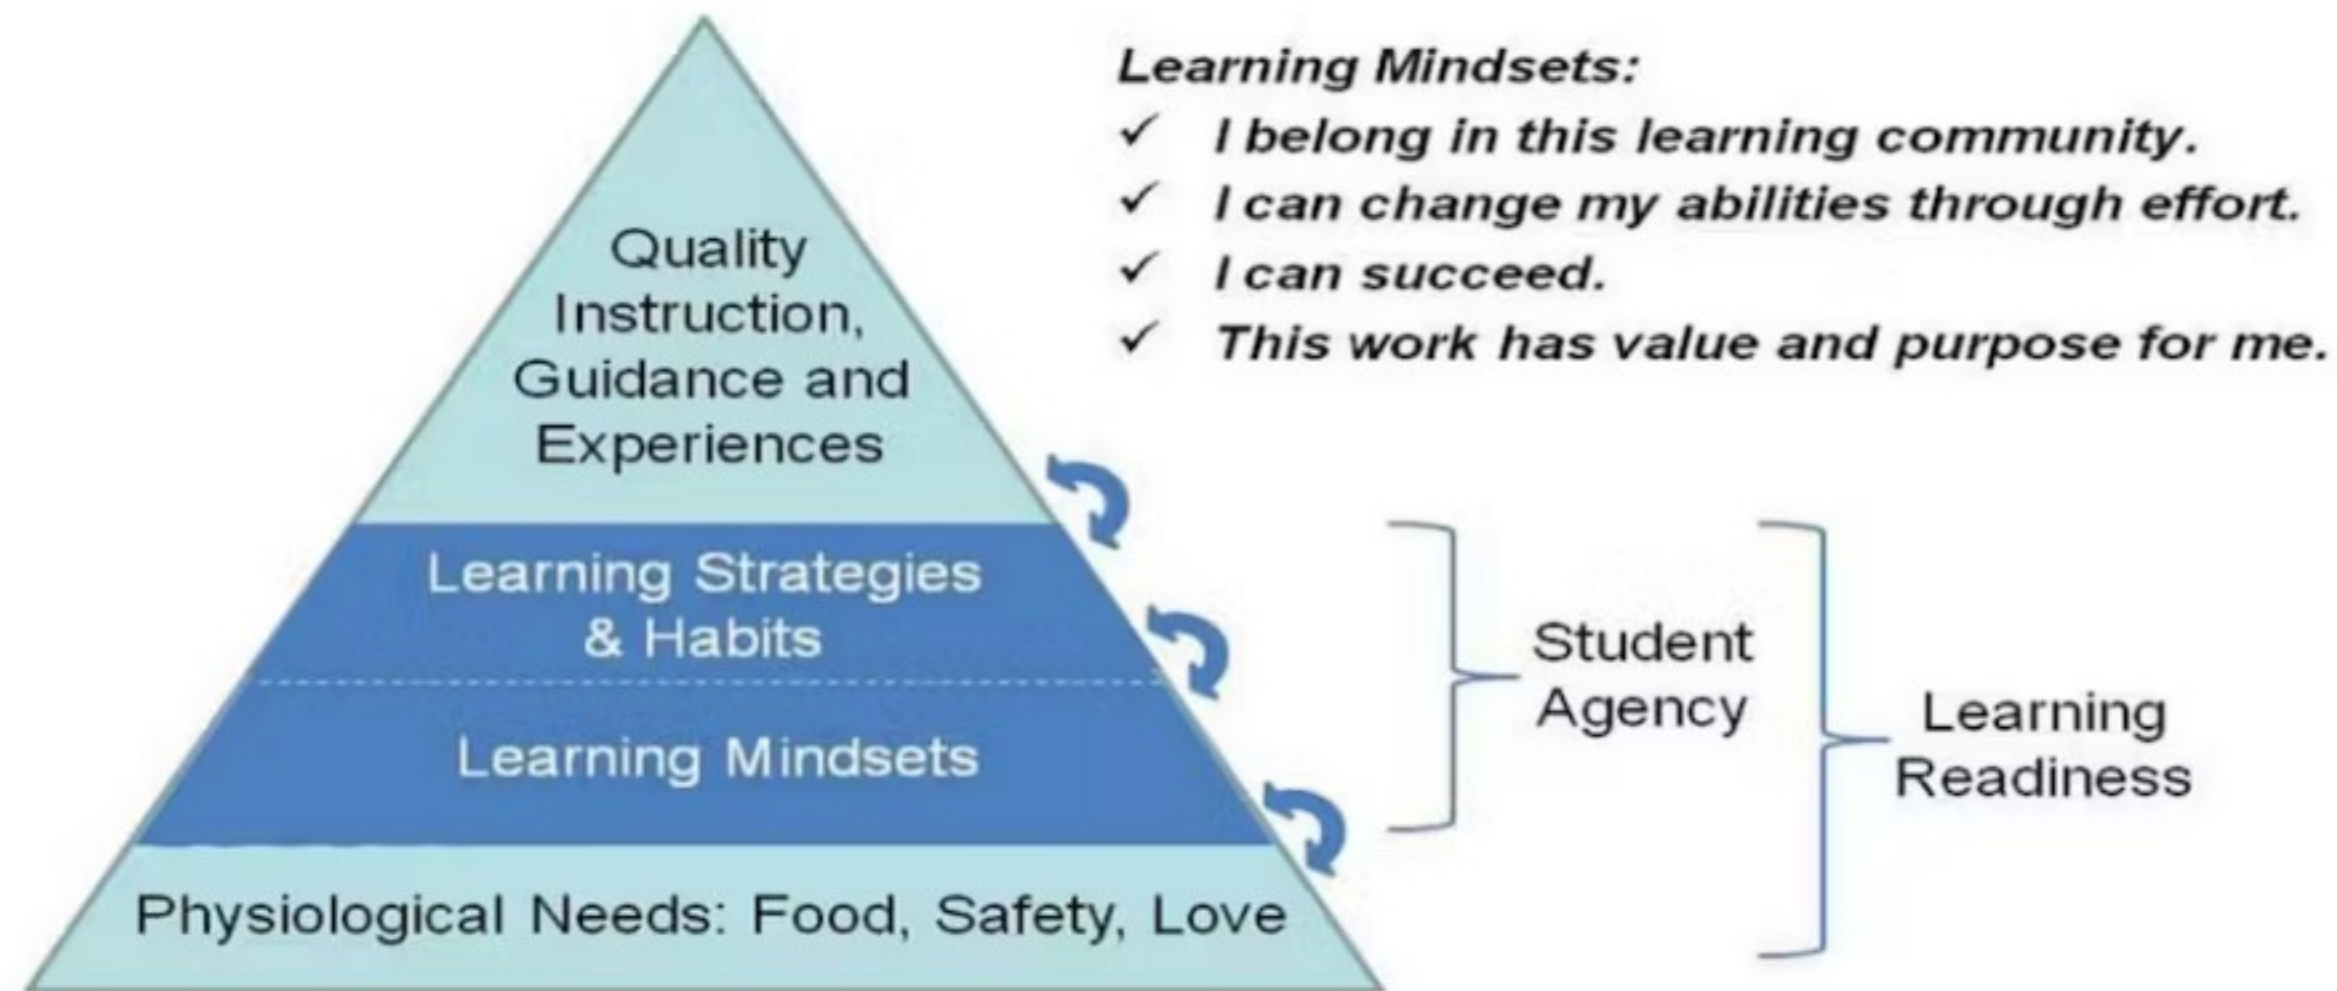 Learning Mindsets:
✓ I belong in this learning community.
✓ I can change my abilities through effort.
✓ I can succeed.
✓ This work has value and purpose for me.
Quality
Instruction,
Guidance and
Experiences
Learning Strategies
& Habits
Learning Mindsets
Physiological Needs: Food, Safety, Love
Student
Agency
Learning
Readiness